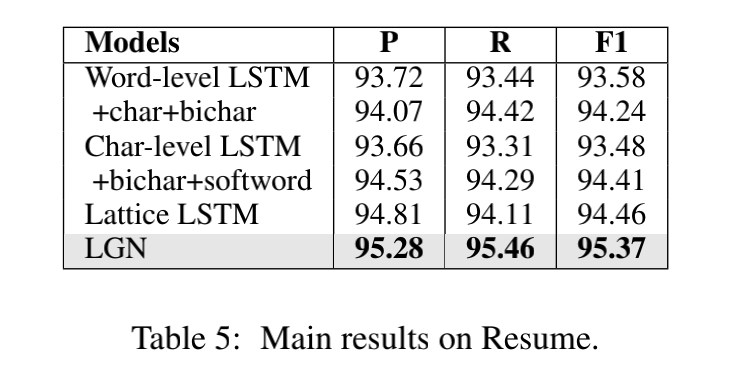 Models P R F1
Word-level LSTM 93.72 93.44 93.58
+char+bichar 94.07 94.42 94.24
Char-level LSTM 93.66 93.31 93.48
+bichar+softword 94.53 94.29 94.41
Lattice LSTM 94.81 94.11 94.46
LGN 95.28 95.46 95.37
Table 5: Main results on Resume.